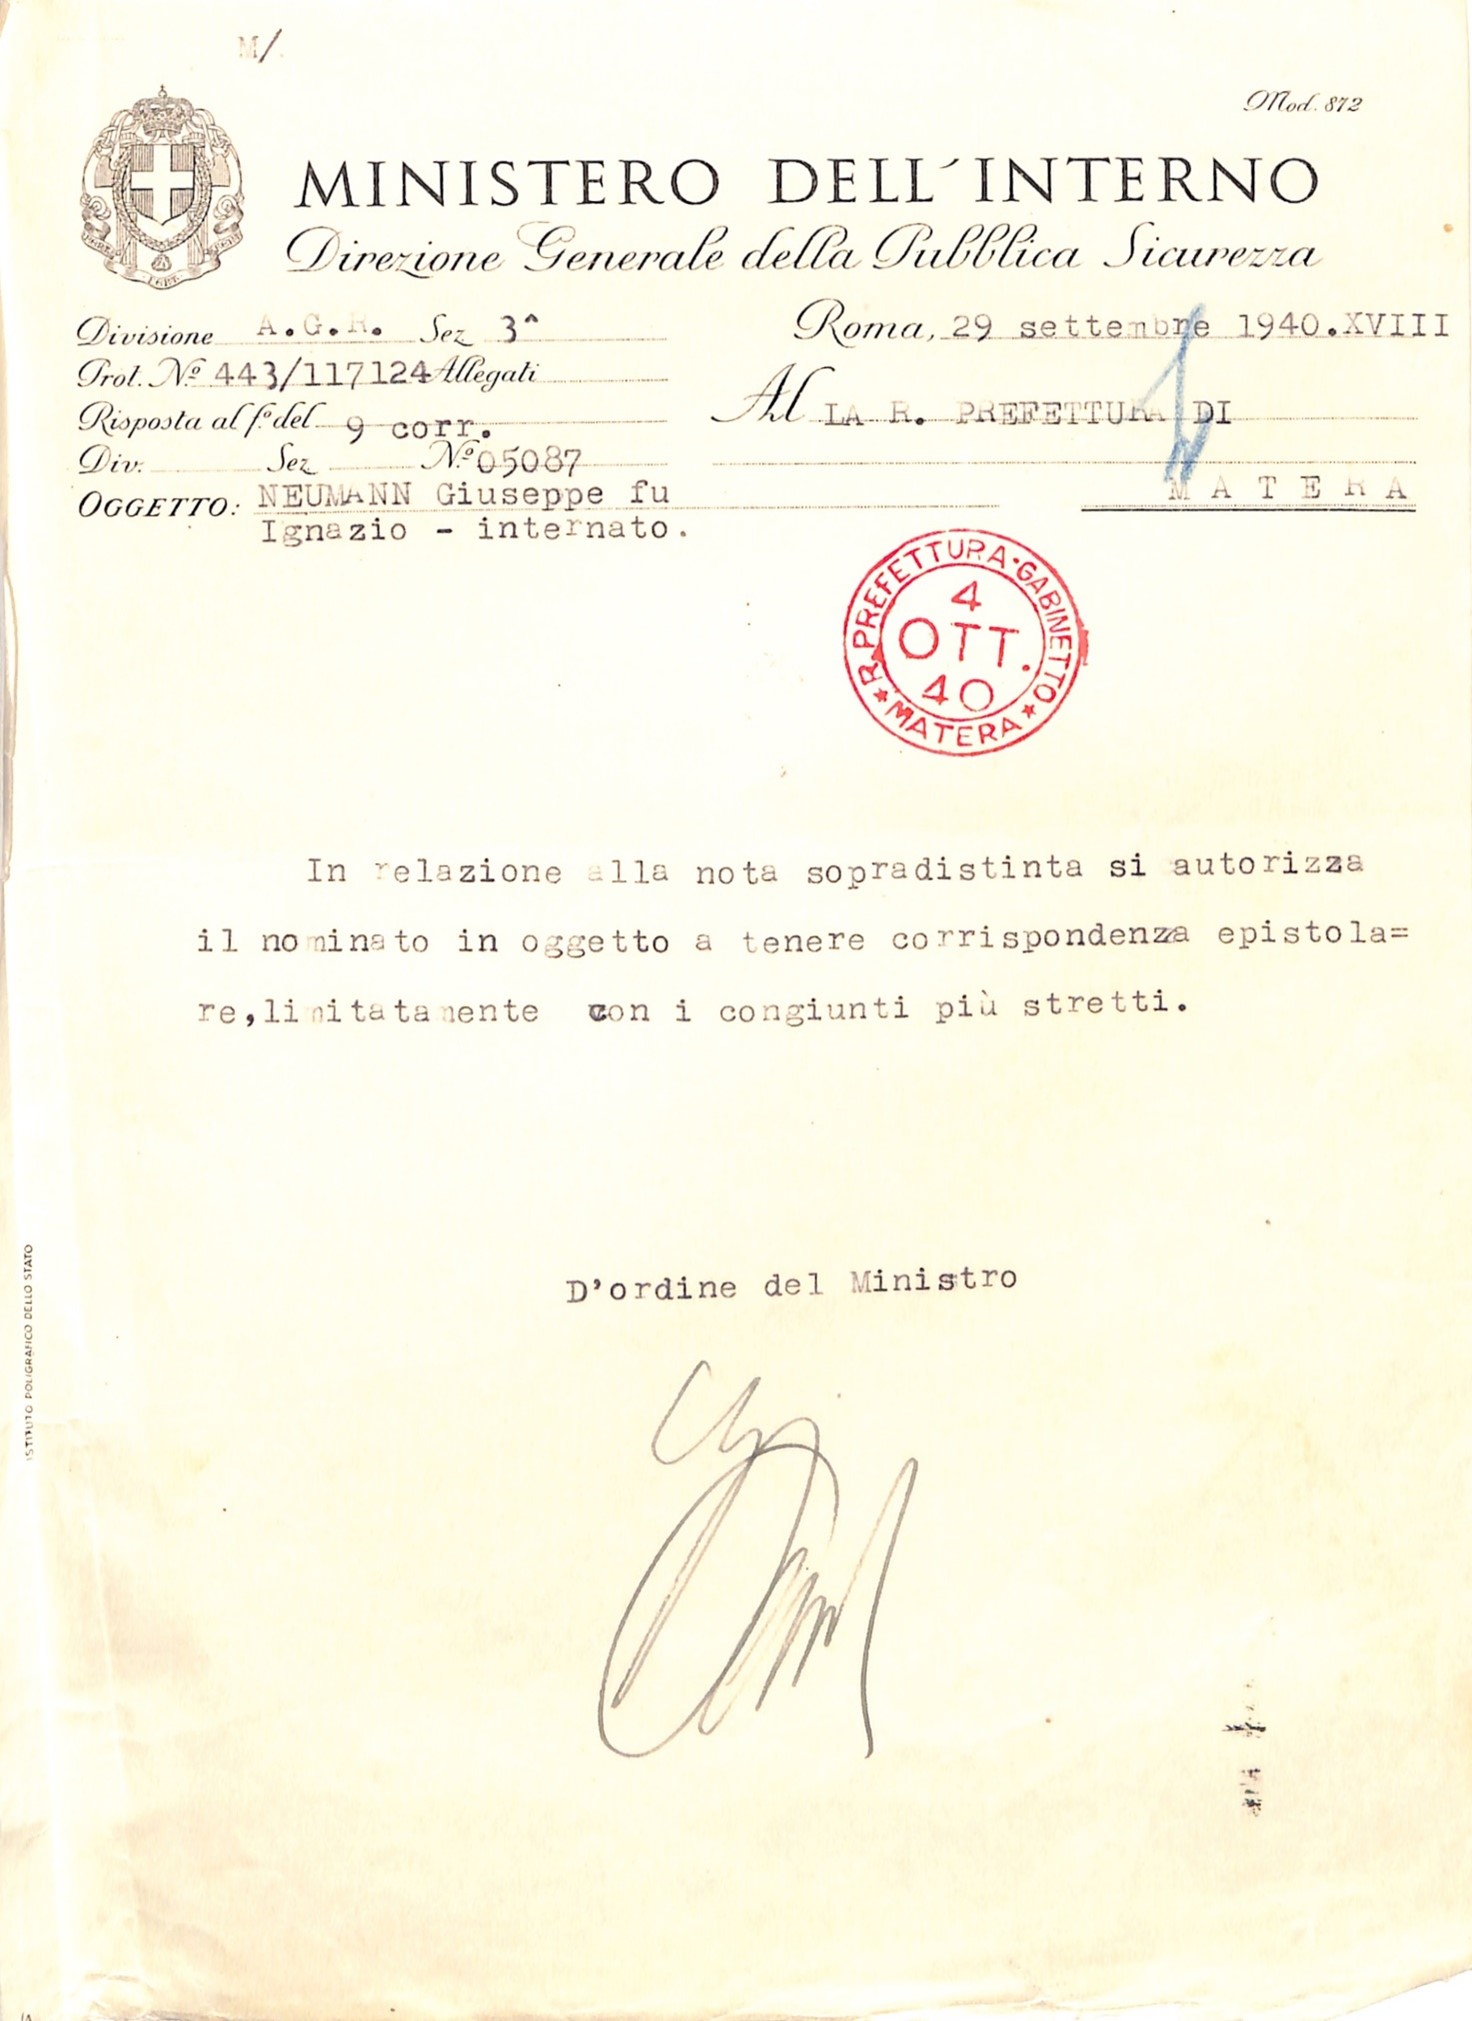 M/.
Mod. 872
MINISTERO DELL'INTERNO
Direzione Generale della Pubblica Sicurezza
Divisione A.G.R. Sez 3^
Roma, 29 settembre 1940.XVIII
Prot. Nº 443/117124 Allegati
Al LA R. PREFETTURA DI
Risposta al f.º del 9 corr.
Div. Sez Nº 05087
MATERA
OGGETTO: NEUMANN Giuseppe fu
Ignazio - internato.
R. PREFETTURA·GABINETTO
4
OTT.
40
★ MATERA ★
In relazione alla nota sopradistinta si autorizza
il nominato in oggetto a tenere corrispondenza epistola=
re,limitatamente con i congiunti più stretti.
D'ordine del Ministro
ISTITUTO POLIGRAFICO DELLO STATO